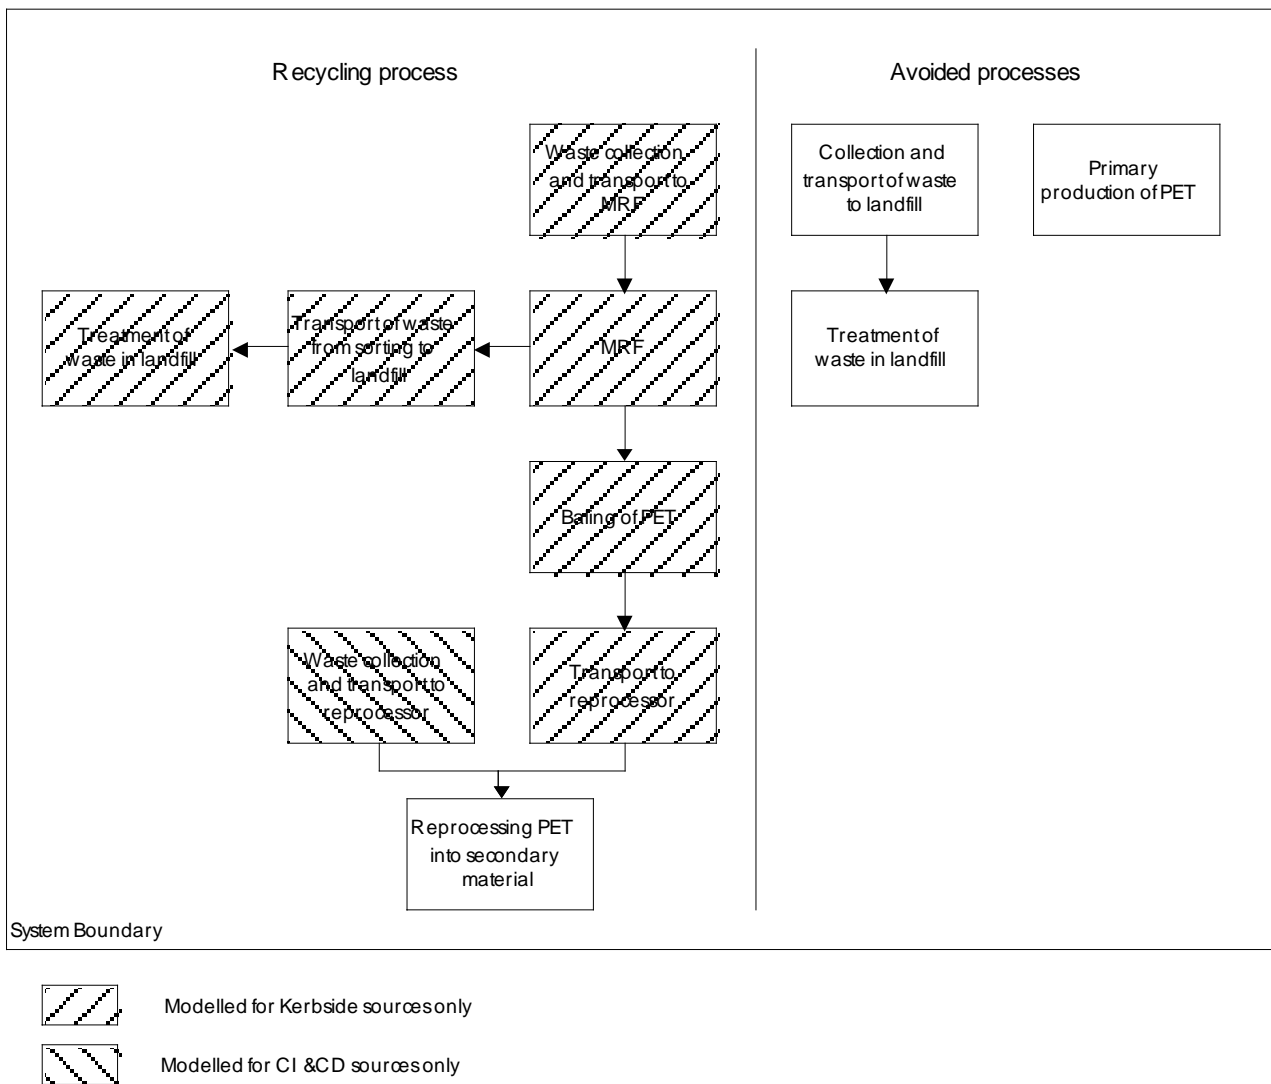 Recycling process
Avoided processes
Waste collection
and transport to
MRF
Collection and
transport of waste
to landfill
Primary
production of PET
Treatment of
waste in landfill
Transport of waste
from sorting to
landfill
MRF
Treatment of
waste in landfill
Baling of PET
Waste collection
and transport to
reprocessor
Transport to
reprocessor
Reprocessing PET
into secondary
material
System Boundary
Modelled for Kerbside sources only
Modelled for CI &CD sources only